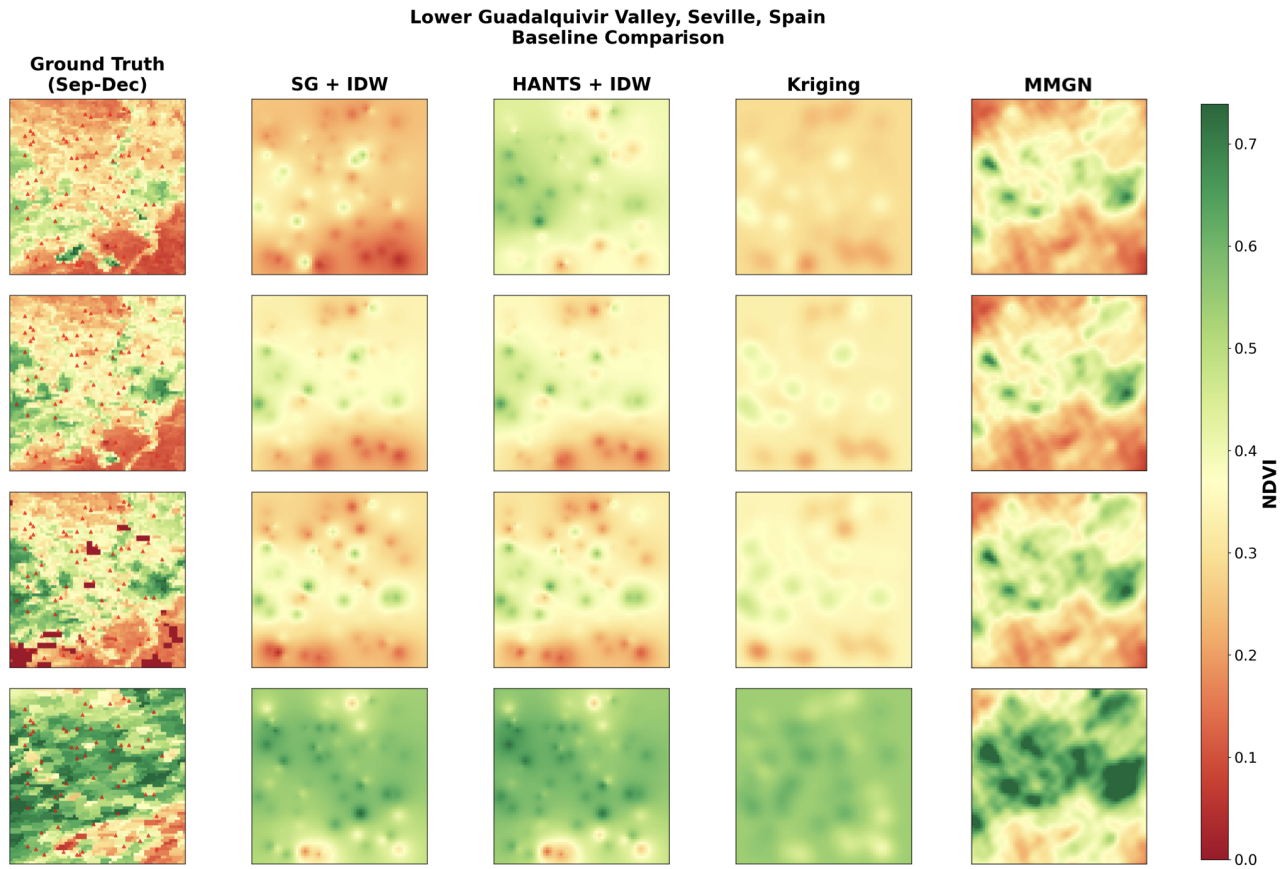 Lower Guadalquivir Valley, Seville, Spain
Baseline Comparison
Ground Truth
(Sep-Dec)
SG + IDW
HANTS + IDW
Kriging
MMGN
0.7
0.6
0.5
0.4
0.3
0.2
0.1
0.0
NDVI